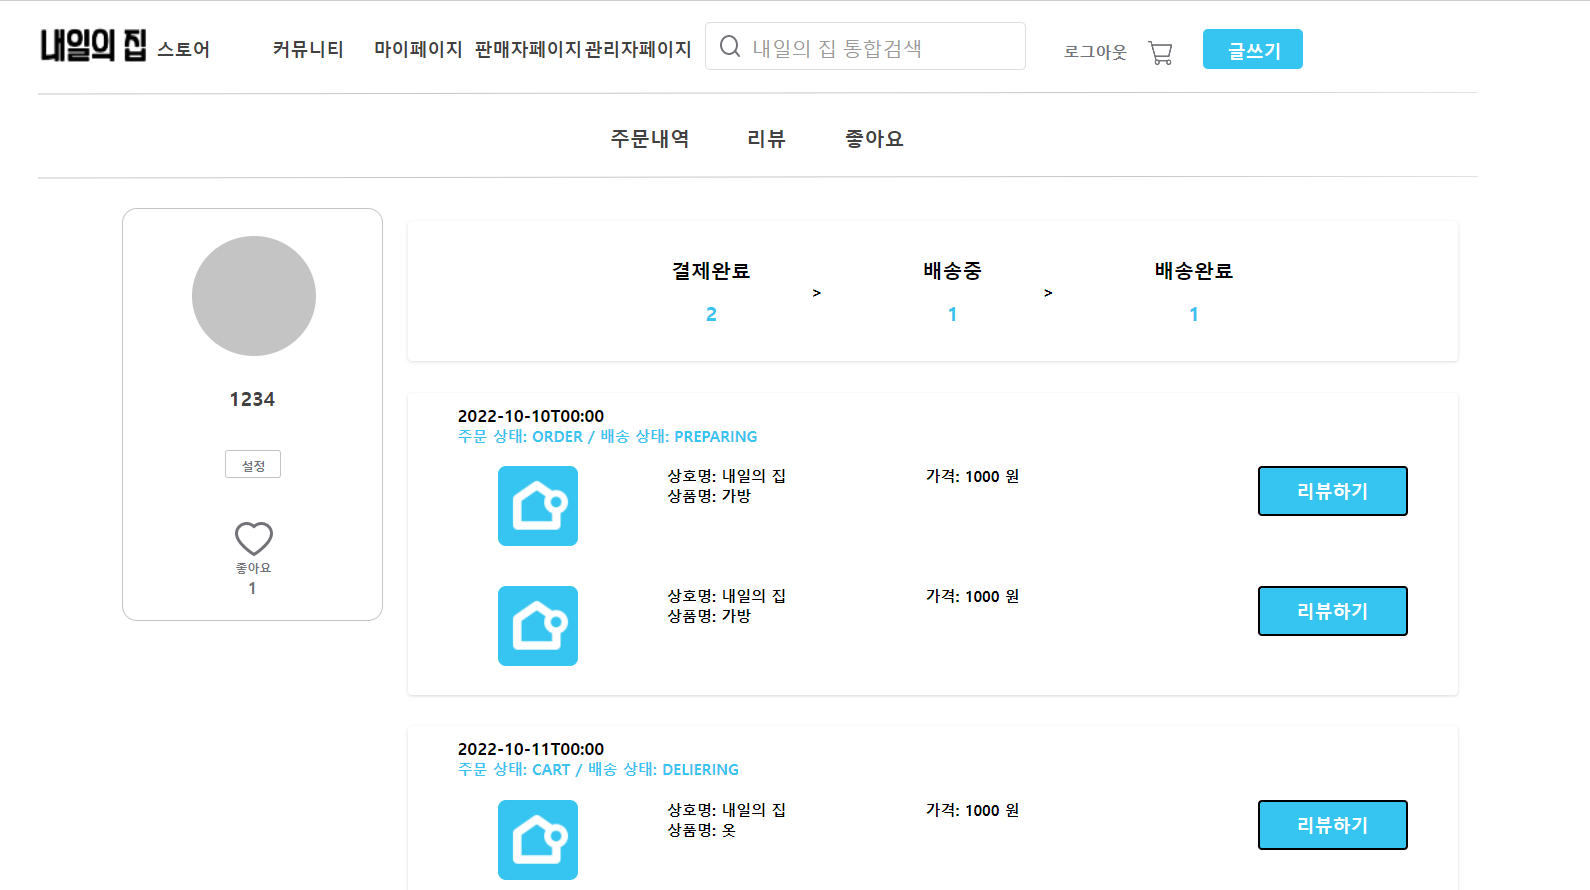 내일의 집 스토어 커뮤니티 마이페이지 판매자페이지 관리자페이지 내일의 집 통합검색 로그아웃 글쓰기
주문내역 리뷰 좋아요
1234
설정
좋아요
1
결제완료 > 배송중 > 배송완료
2 1 1
2022-10-10T00:00
주문 상태: ORDER / 배송 상태: PREPARING
상호명: 내일의 집 가격: 1000 원 리뷰하기
상품명: 가방
상호명: 내일의 집 가격: 1000 원 리뷰하기
상품명: 가방
2022-10-11T00:00
주문 상태: CART / 배송 상태: DELIERING
상호명: 내일의 집 가격: 1000 원 리뷰하기
상품명: 옷